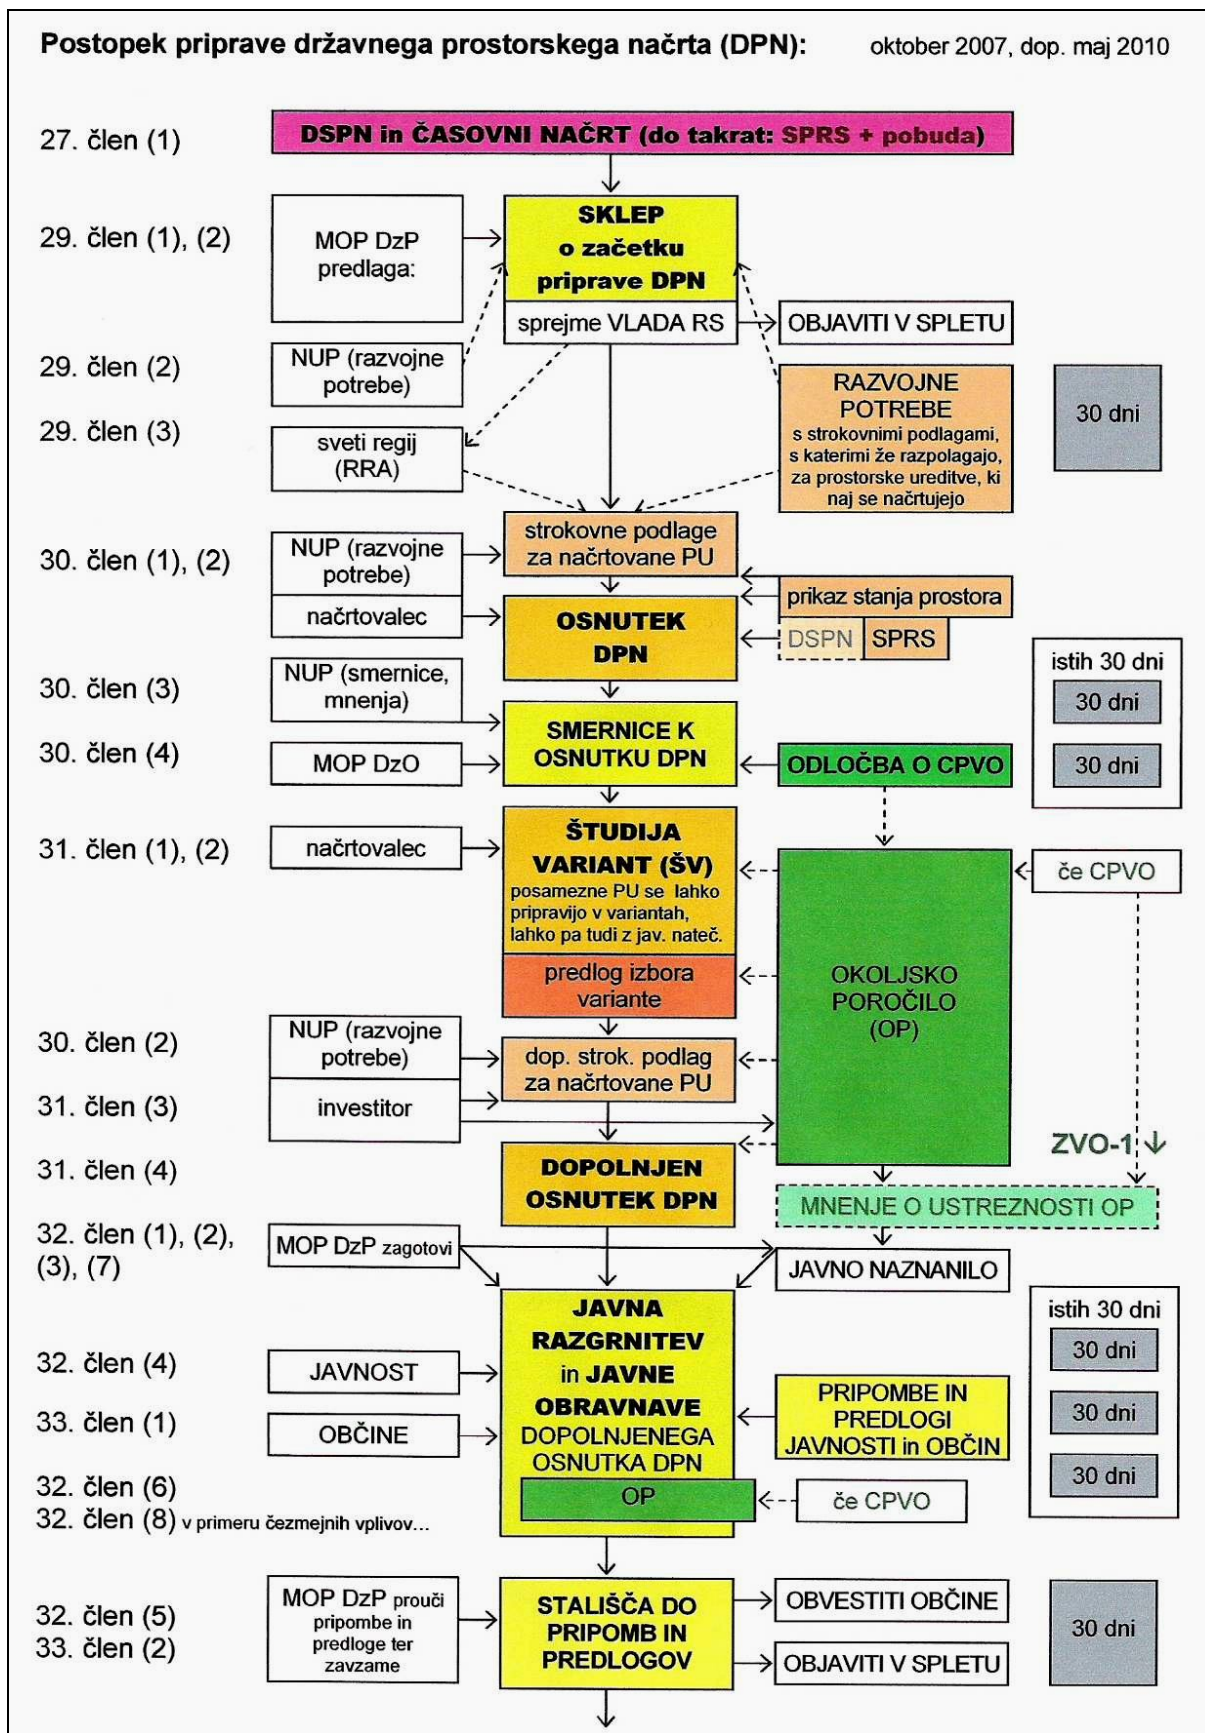 Postopek priprave državnega prostorskega načrta (DPN): oktober 2007, dop. maj 2010
27. člen (1)
DSPN in ČASOVNI NAČRT (do takrat: SPRS + pobuda)
29. člen (1), (2)
MOP DzP
predlaga:
SKLEP
o začetku
priprave DPN
sprejme VLADA RS
OBJAVITI V SPLETU
29. člen (2)
NUP (razvojne
potrebe)
RAZVOJNE
POTREBE
s strokovnimi podlagami,
s katerimi že razpolagajo,
za prostorske ureditve, ki
naj se načrtujejo
30 dni
29. člen (3)
sveti regij
(RRA)
30. člen (1), (2)
NUP (razvojne
potrebe)
strokovne podlage
za načrtovane PU
prikaz stanja prostora
načrtovalec
OSNUTEK
DPN
DSPN
SPRS
30. člen (3)
NUP (smernice,
mnenja)
istih 30 dni
30 dni
30 dni
SMERNICE K
OSNUTKU DPN
30. člen (4)
MOP DzO
ODLOČBA O CPVO
31. člen (1), (2)
načrtovalec
ŠTUDIJA
VARIANT (ŠV)
posamezne PU se lahko
pripravijo v variantah,
lahko pa tudi z jav. nateč.
predlog izbora
variante
OKOLJSKO
POROČILO
(OP)
če CPVO
30. člen (2)
NUP (razvojne
potrebe)
dop. strok. podlag
za načrtovane PU
31. člen (3)
investitor
ZVO-1
31. člen (4)
DOPOLNJEN
OSNUTEK DPN
MNENJE O USTREZNOSTI OP
32. člen (1), (2),
(3), (7)
MOP DzP zagotovi
JAVNO NAZNANILO
JAVNA
RAZGRNITEV
in JAVNE
OBRAVNAVE
DOPOLNJENEGA
OSNUTKA DPN
OP
istih 30 dni
30 dni
30 dni
30 dni
32. člen (4)
JAVNOST
33. člen (1)
OBČINE
PRIPOMBE IN
PREDLOGI
JAVNOSTI in OBČIN
32. člen (6)
če CPVO
32. člen (8) v primeru čezmejnih vplivov...
32. člen (5)
33. člen (2)
MOP DzP prouči
pripombe in
predloge ter
zavzame
STALIŠČA DO
PRIPOMB IN
PREDLOGOV
OBVESTITI OBČINE
OBJAVITI V SPLETU
30 dni